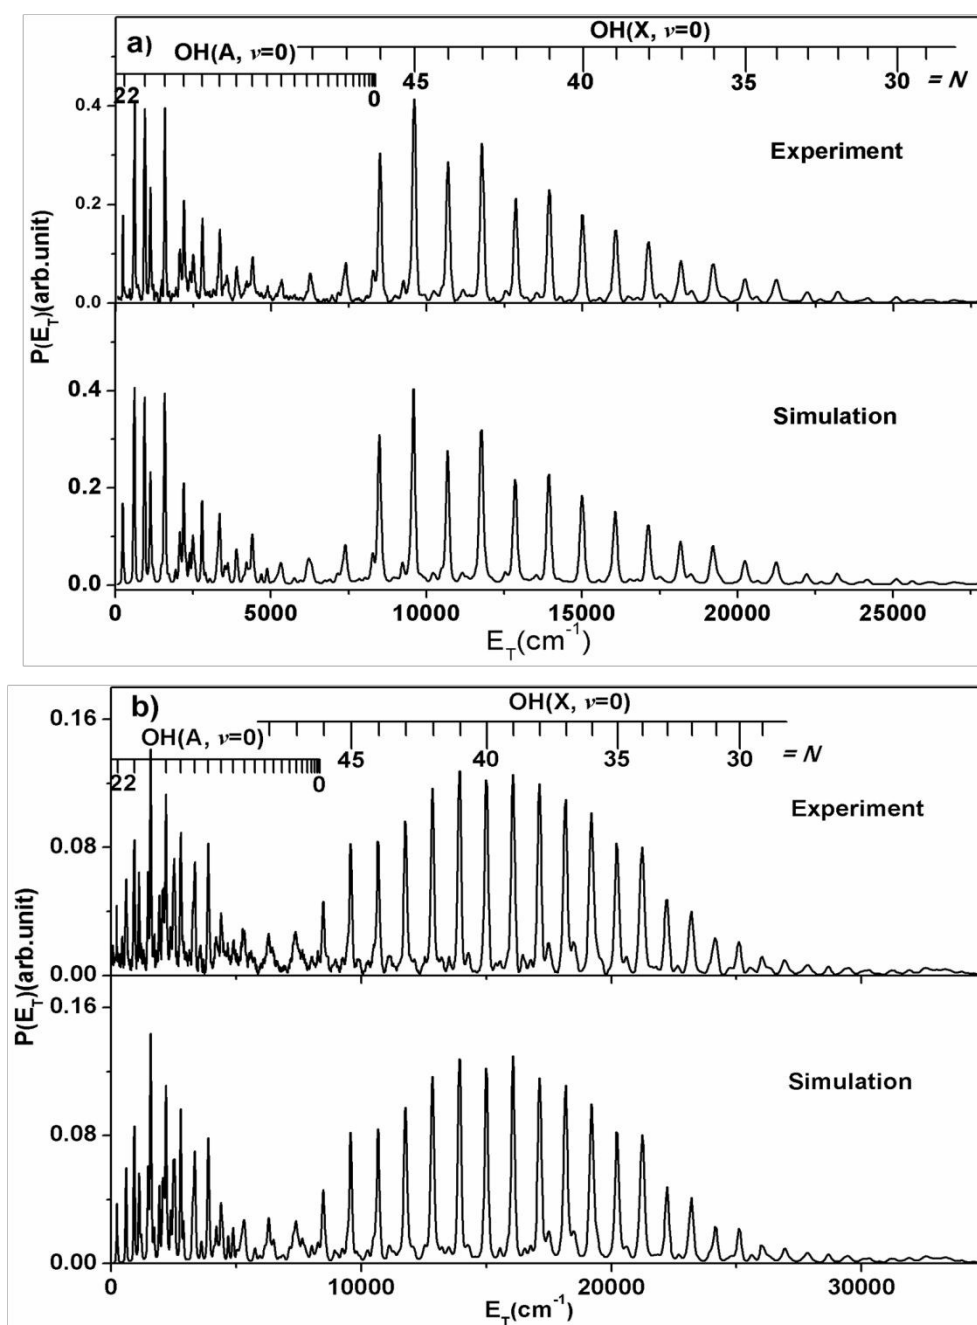 a)
OH(X, v=0)
OH(A, v=0)
22 0 45 40 35 30 = N
0.4
Experiment
0.2
0.0
P(E_T)(arb.unit)
0.4
Simulation
0.2
0.0
0 5000 10000 15000 20000 25000
E_T(cm⁻¹)
b)
OH(X, v=0)
0.16
OH(A, v=0)
22 0 45 40 35 30 = N
Experiment
0.08
0.00
P(E_T)(arb.unit)
0.16
Simulation
0.08
0.00
0 10000 20000 30000
E_T(cm⁻¹)